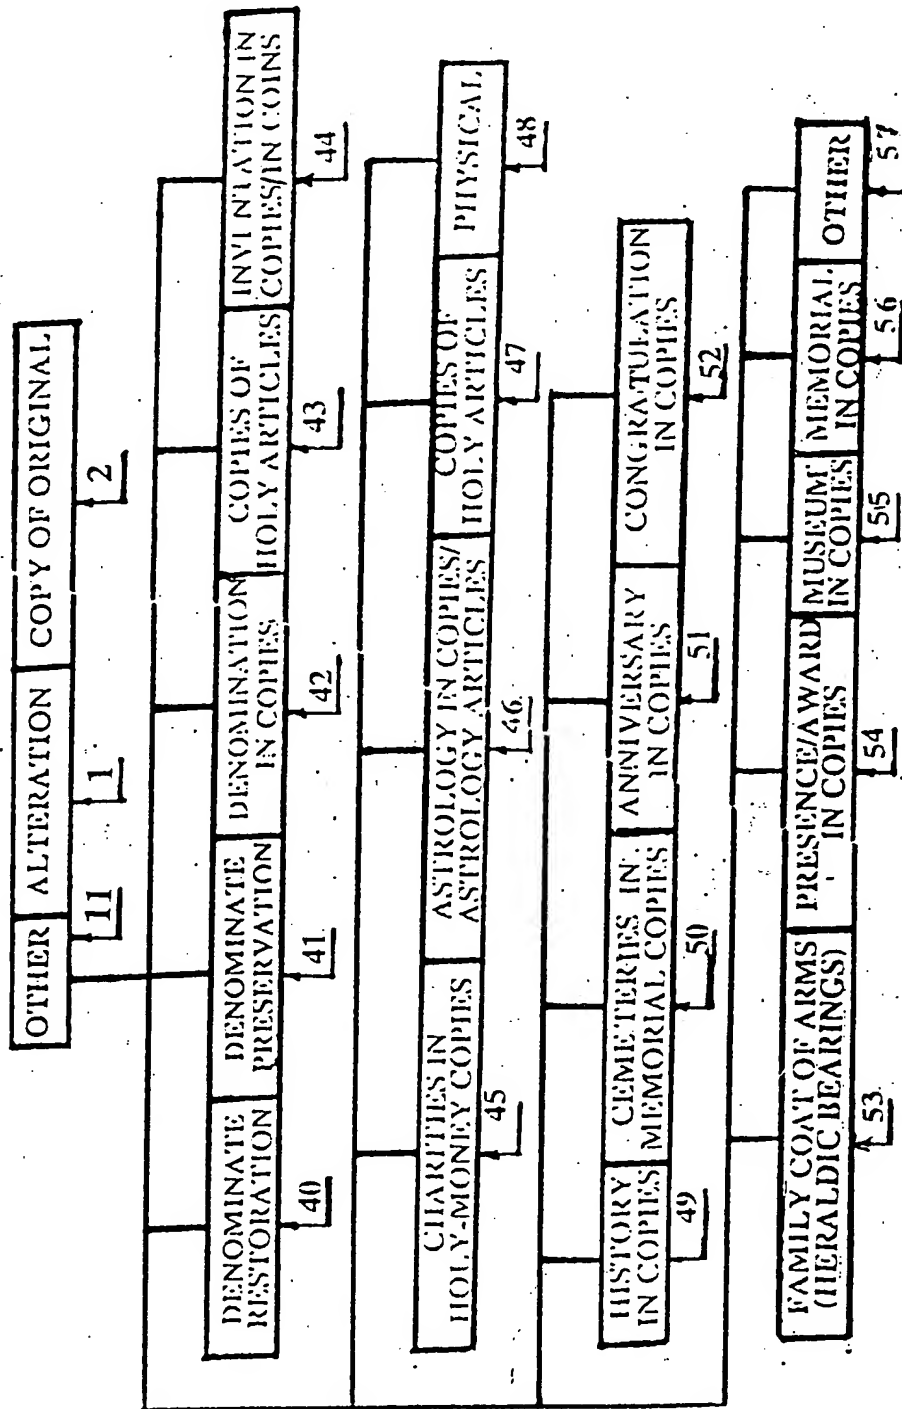 OTHER
ALTERATION
COPY OF ORIGINAL
11
1
2
DENOMINATE
RESTORATION
DENOMINATE
PRESERVATION
DENOMINATION
IN COPIES
COPIES OF
HOLY ARTICLES
INVI NTATION IN
COPIES/IN COINS
40
41
42
43
44
CHARITIES IN
HOLY-MONEY COPIES
ASTROLOGY IN COPIES/
ASTROLOGY ARTICLES
COPIES OF
HOLY ARTICLES
PHYSICAL
45
46
47
48
HISTORY
IN COPIES
CEMETERIES IN
MEMORIAL COPIES
ANNIVERSARY
IN COPIES
CONGRATULATION
IN COPIES
49
50
51
52
FAMILY COAT OF ARMS
(HERALDIC BEARINGS)
PRESENCE/AWARD
IN COPIES
MUSEUM
IN COPIES
MEMORIAL
IN COPIES
OTHER
53
54
55
56
57